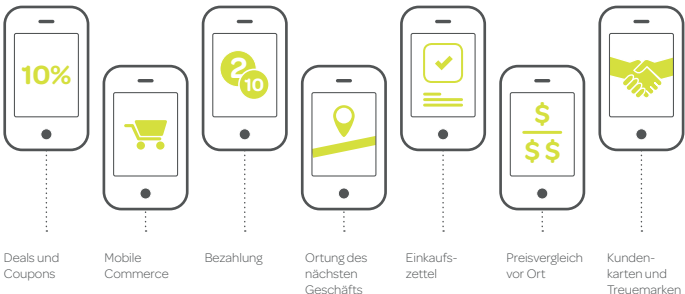 10%
2
10
$
$$
Deals und
Coupons
Mobile
Commerce
Bezahlung
Ortung des
nächsten
Geschäfts
Einkaufs-
zettel
Preisvergleich
vor Ort
Kunden-
karten und
Treuemarken